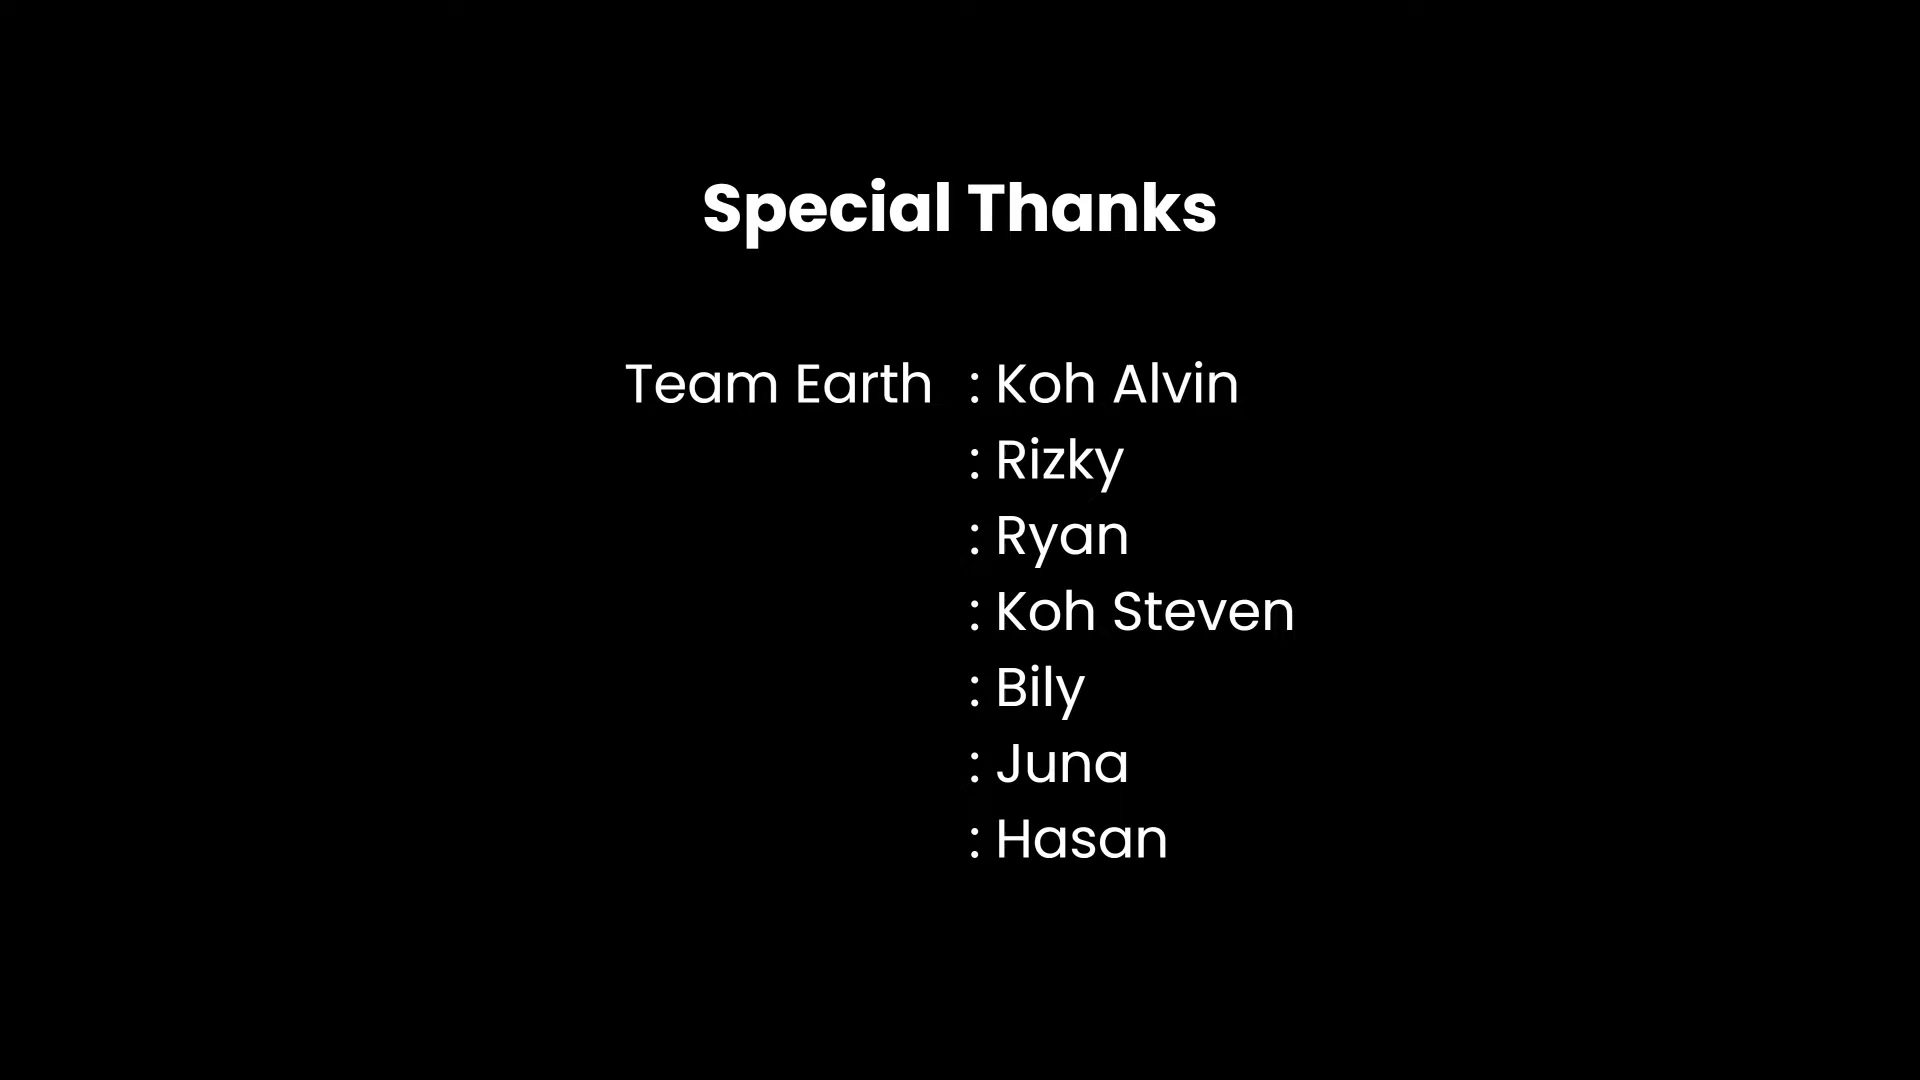 Special Thanks
Team Earth : Koh Alvin
: Rizky
: Ryan
: Koh Steven
: Bily
: Juna
: Hasan